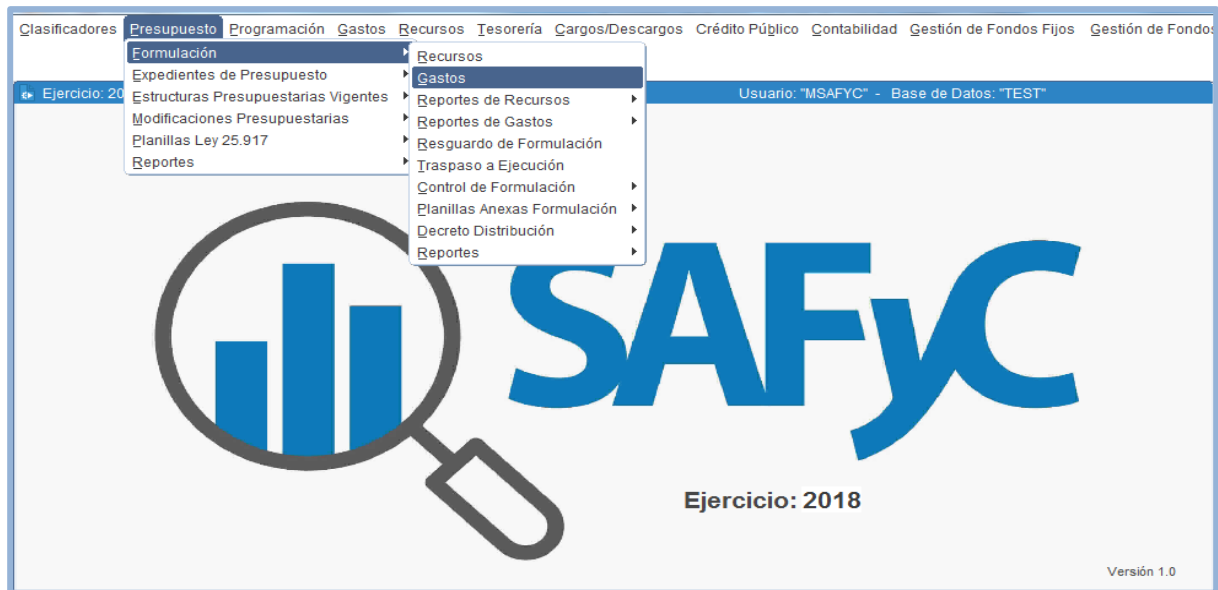 Clasificadores Presupuesto Programación Gastos Recursos Tesorería Cargos/Descargos Crédito Público Contabilidad Gestión de Fondos Fijos Gestión de Fondos
Formulación
Expedientes de Presupuesto
Estructuras Presupuestarias Vigentes
Modificaciones Presupuestarias
Planillas Ley 25.917
Reportes
Recursos
Gastos
Reportes de Recursos
Reportes de Gastos
Resguardo de Formulación
Traspaso a Ejecución
Control de Formulación
Planillas Anexas Formulación
Decreto Distribución
Reportes
Ejercicio: 20
Usuario: "MSAFYC" - Base de Datos: "TEST"
SAFyC
Ejercicio: 2018
Versión 1.0